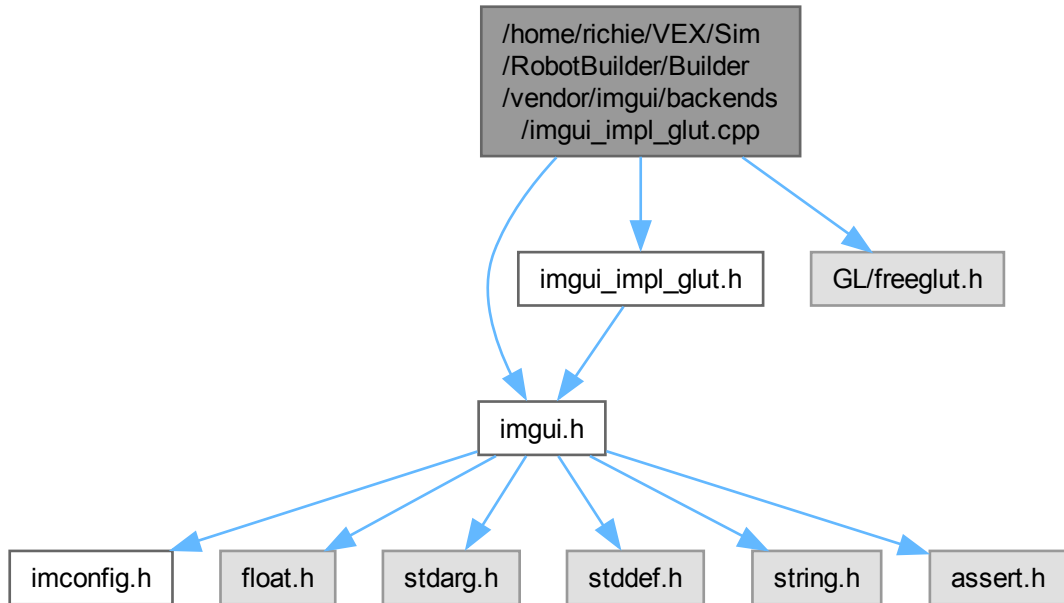 /home/richie/VEX/Sim
/RobotBuilder/Builder
/vendor/imgui/backends
/imgui_impl_glut.cpp
imgui_impl_glut.h
GL/freeglut.h
imgui.h
imconfig.h
float.h
stdarg.h
stddef.h
string.h
assert.h